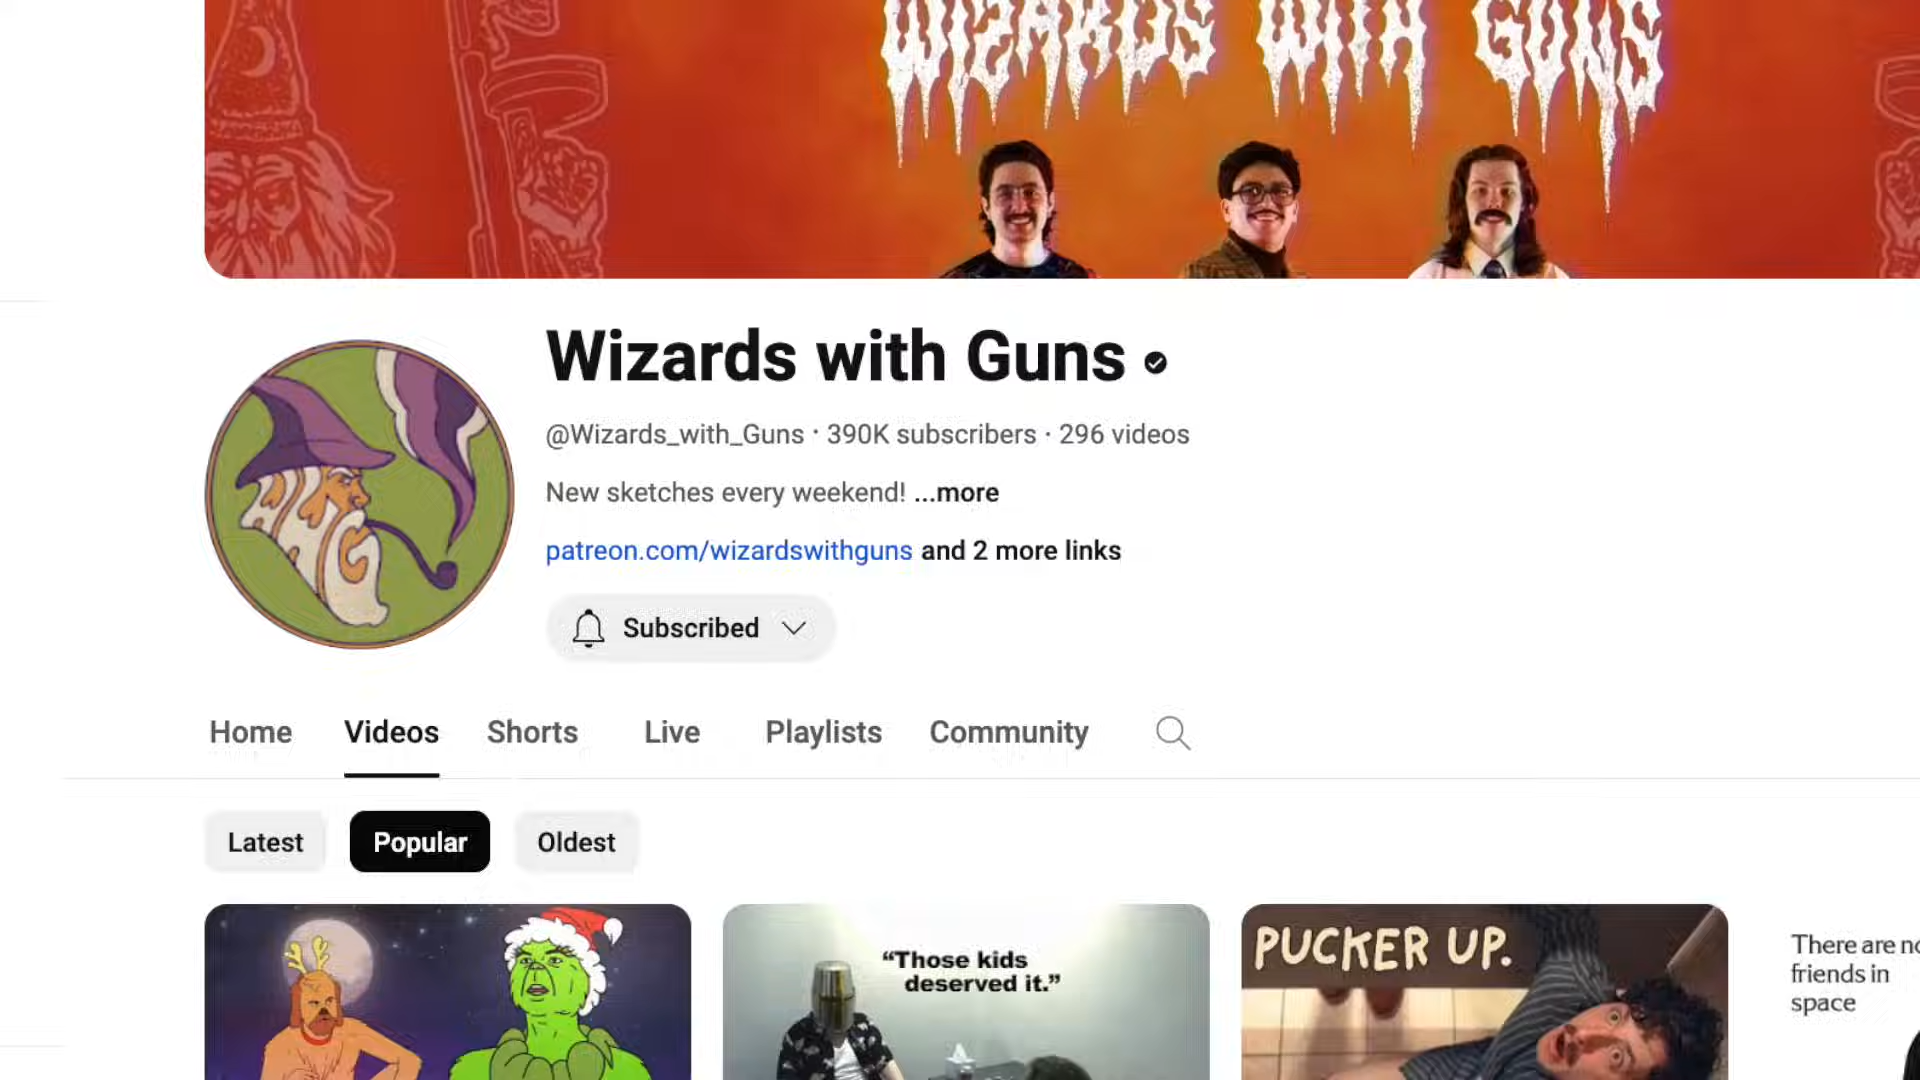 WIZARDS WITH GUNS
Wizards with Guns
@Wizards_with_Guns · 390K subscribers · 296 videos
New sketches every weekend! ...more
patreon.com/wizardswithguns and 2 more links
WWG
Subscribed
Home Videos Shorts Live Playlists Community
Latest Popular Oldest
“Those kids
deserved it.”
PUCKER UP.
There are no
friends in
space